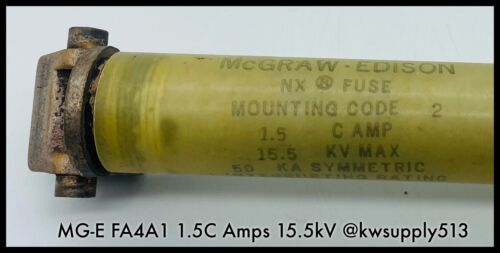 McGRAW-EDISON
NX ® FUSE
MOUNTING CODE 2
1.5 C AMP
15.5 KV MAX
50 KA SYMMETRIC
RATING
MG-E FA4A1 1.5C Amps 15.5kV @kwsupply513